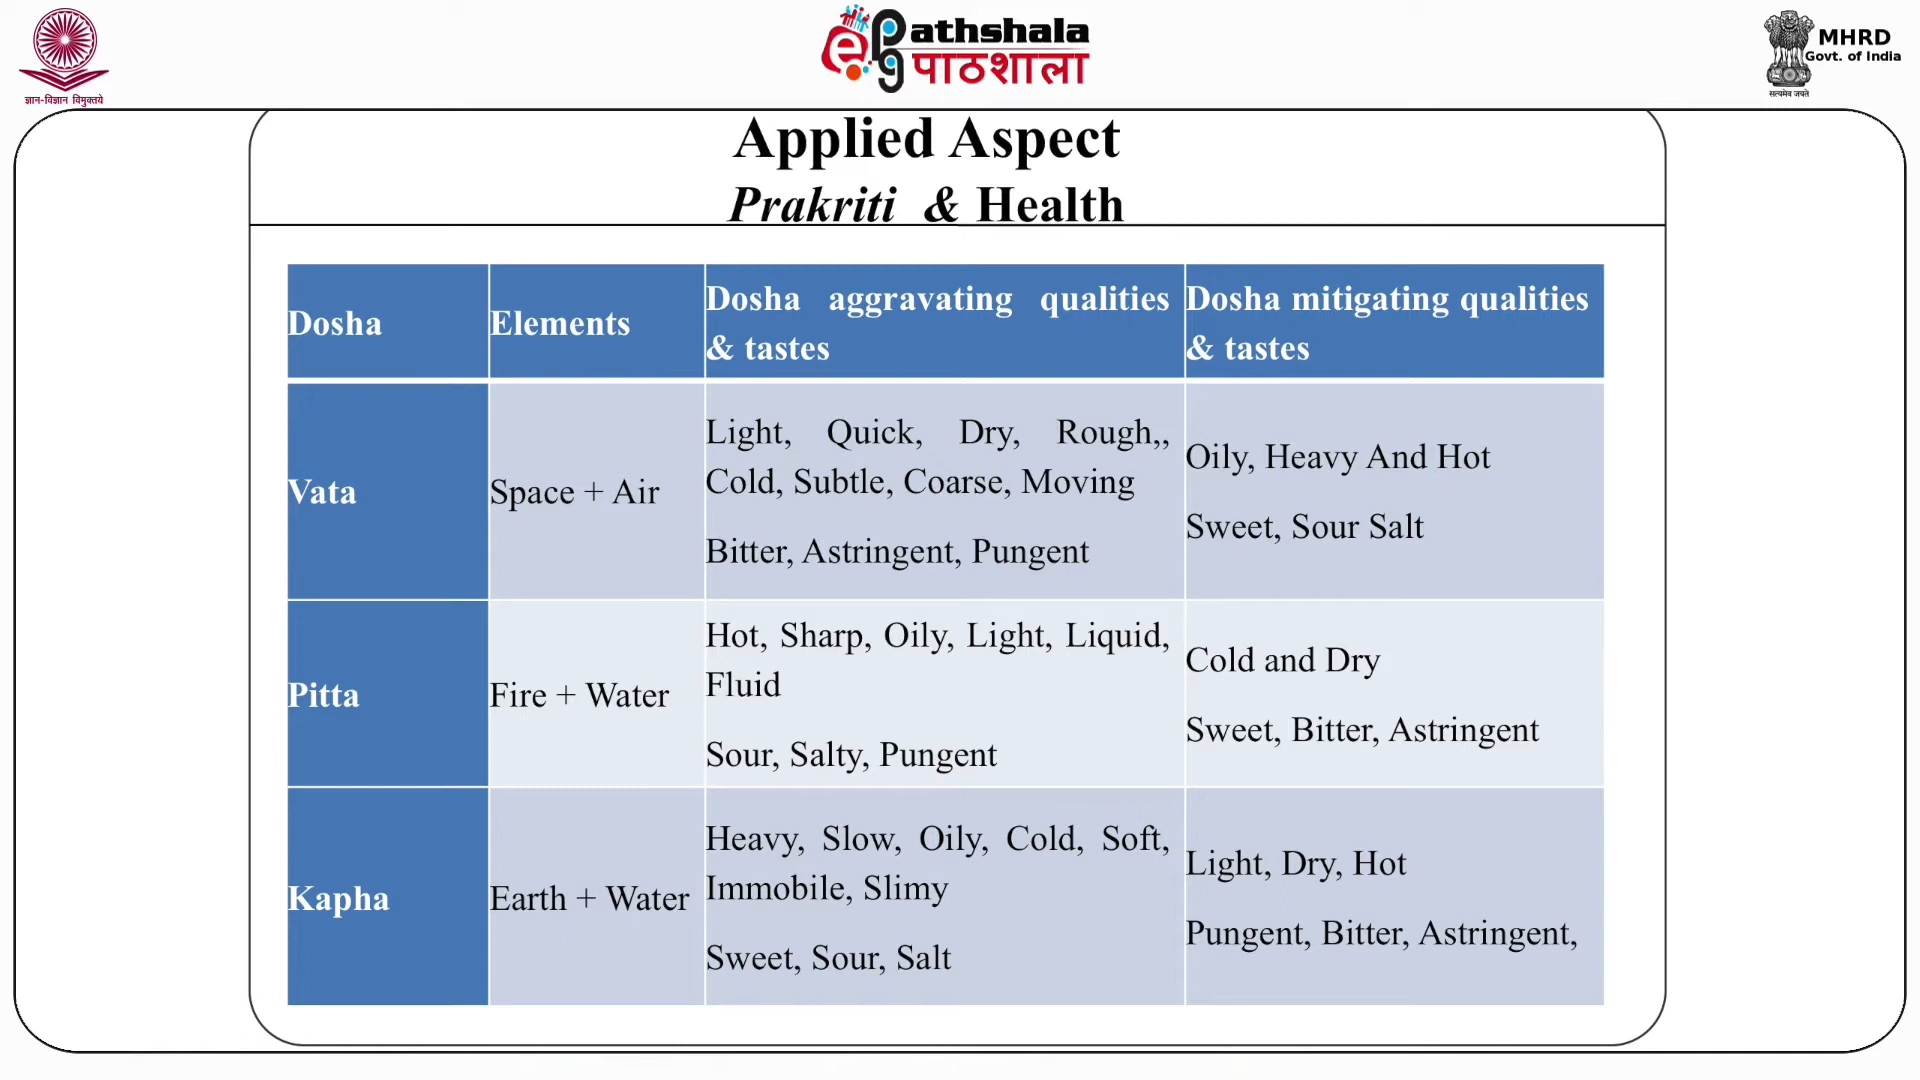 ज्ञान-विज्ञान विमुक्तये
ePathshala
पाठशाला
MHRD
Govt. of India
सत्यमेव जयते
Applied Aspect
Prakriti & Health
Dosha
Elements
Dosha aggravating qualities
& tastes
Dosha mitigating qualities
& tastes
Vata
Space + Air
Light, Quick, Dry, Rough,,
Cold, Subtle, Coarse, Moving
Bitter, Astringent, Pungent
Oily, Heavy And Hot
Sweet, Sour Salt
Pitta
Fire + Water
Hot, Sharp, Oily, Light, Liquid,
Fluid
Sour, Salty, Pungent
Cold and Dry
Sweet, Bitter, Astringent
Kapha
Earth + Water
Heavy, Slow, Oily, Cold, Soft,
Immobile, Slimy
Sweet, Sour, Salt
Light, Dry, Hot
Pungent, Bitter, Astringent,